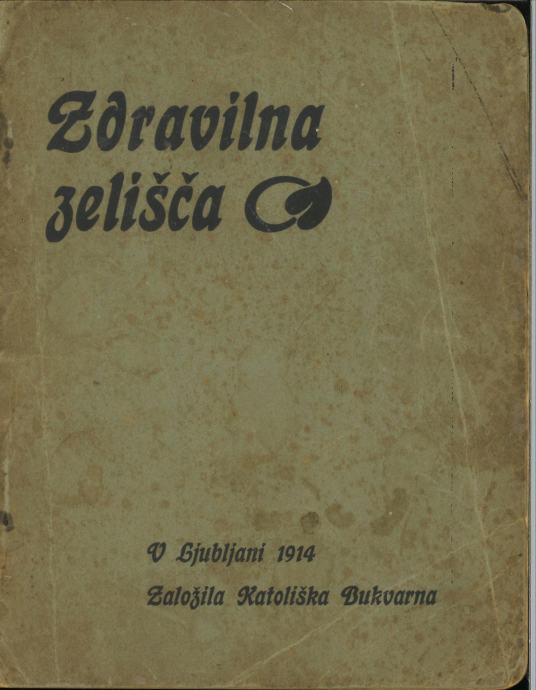 Zdravilna
zelišča
V Ljubljani 1914
Založila Katoliška Bukvarna